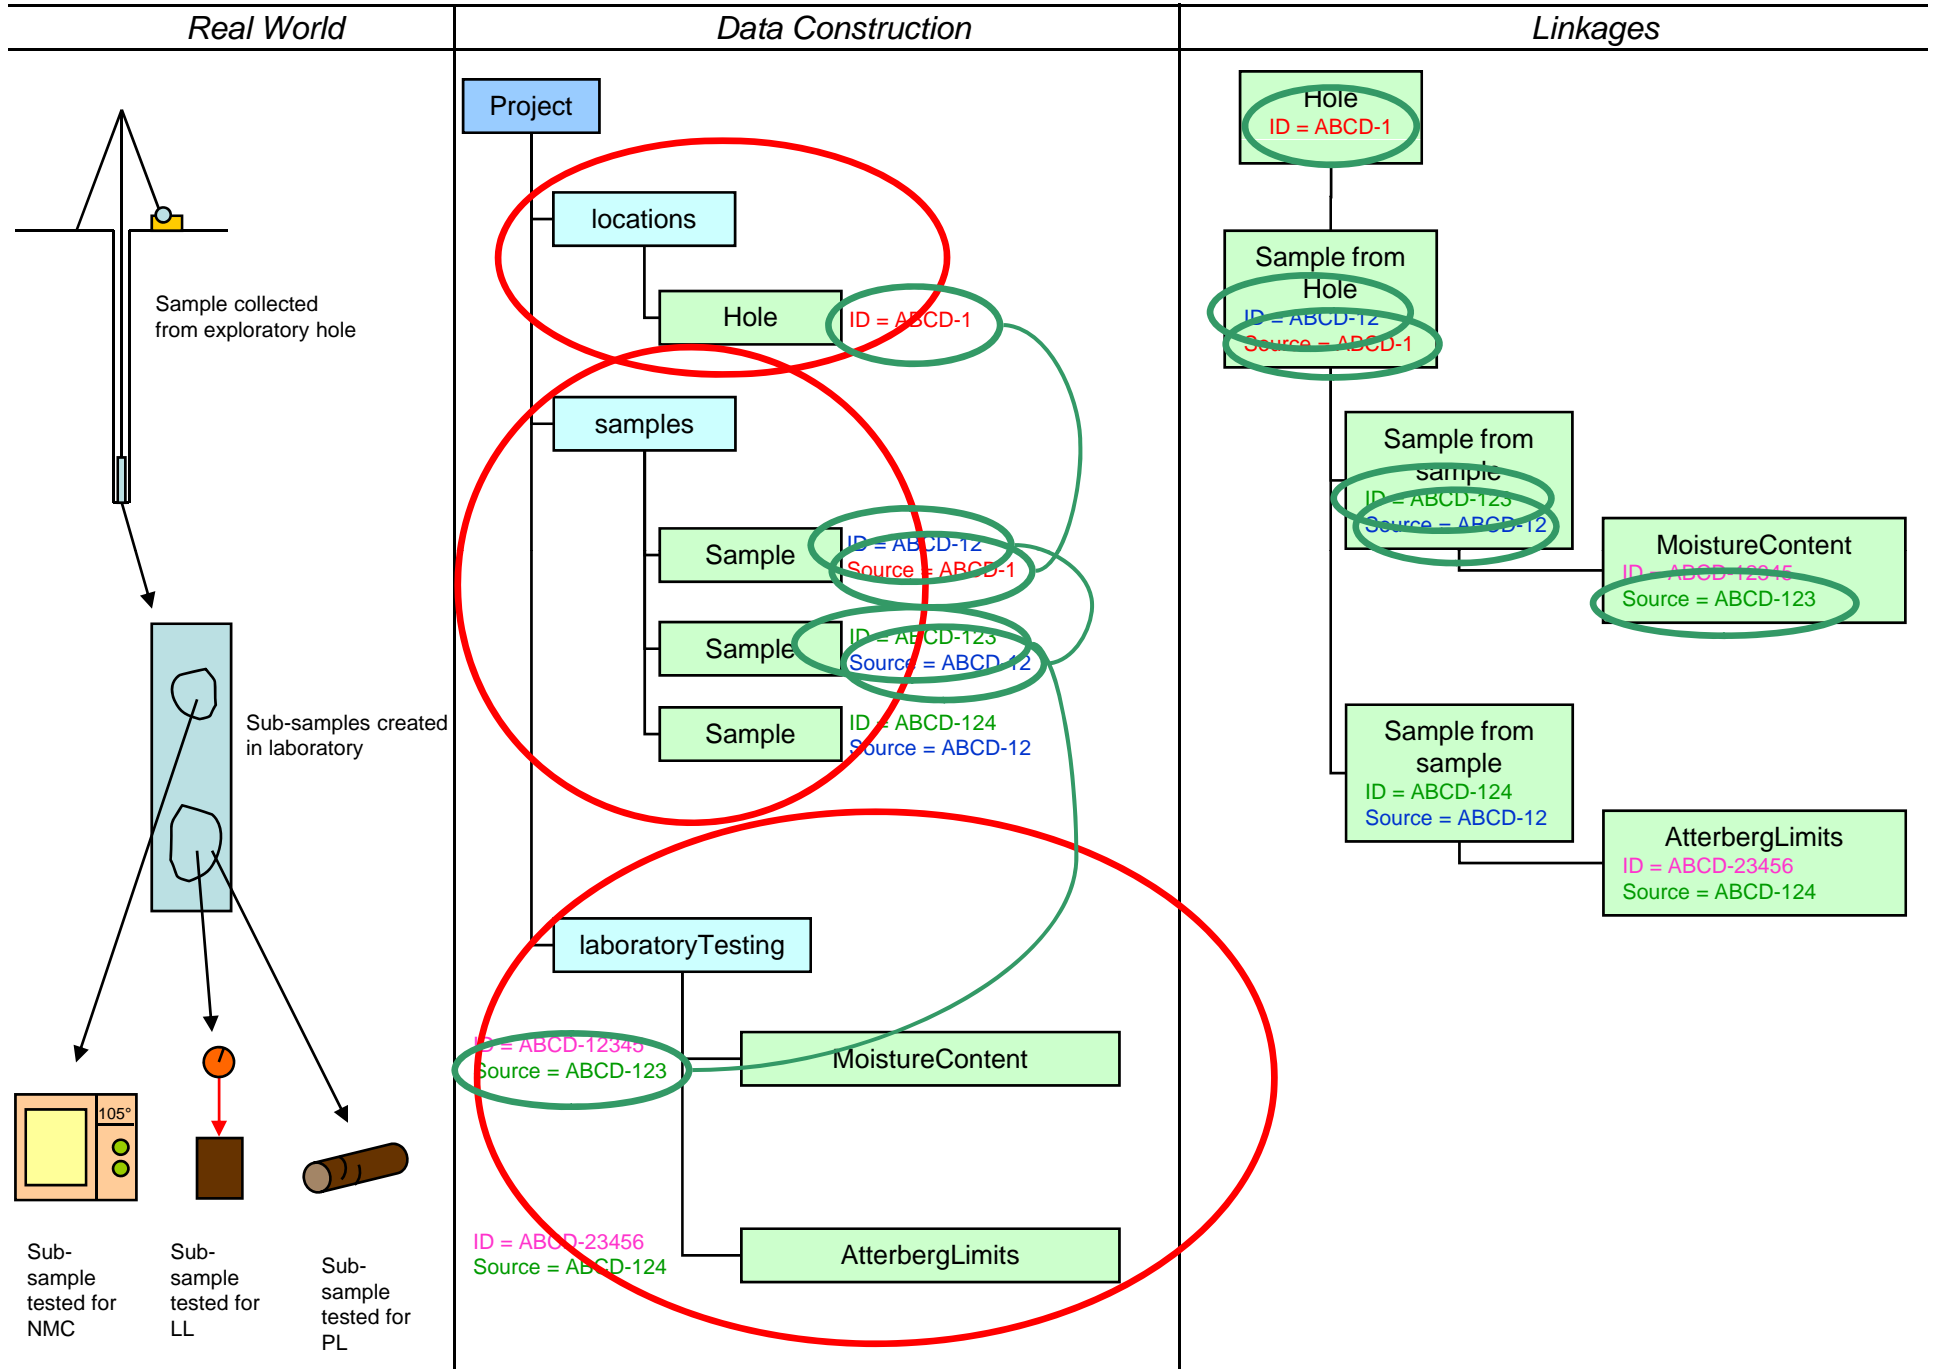 Real World
Data Construction
Linkages
Sample collected
from exploratory hole
Sub-samples created
in laboratory
105°
Sub-
sample
tested for
NMC
Sub-
sample
tested for
LL
Sub-
sample
tested for
PL
Project
locations
Hole
ID = ABCD-1
samples
Sample
ID = ABCD-12
Source = ABCD-1
Sample
ID = ABCD-123
Source = ABCD-12
Sample
ID = ABCD-124
Source = ABCD-12
laboratoryTesting
ID = ABCD-12345
Source = ABCD-123
MoistureContent
ID = ABCD-23456
Source = ABCD-124
AtterbergLimits
Hole
ID = ABCD-1
Sample from
Hole
ID = ABCD-12
Source = ABCD-1
Sample from
sample
ID = ABCD-123
Source = ABCD-12
MoistureContent
ID = ABCD-12345
Source = ABCD-123
Sample from
sample
ID = ABCD-124
Source = ABCD-12
AtterbergLimits
ID = ABCD-23456
Source = ABCD-124